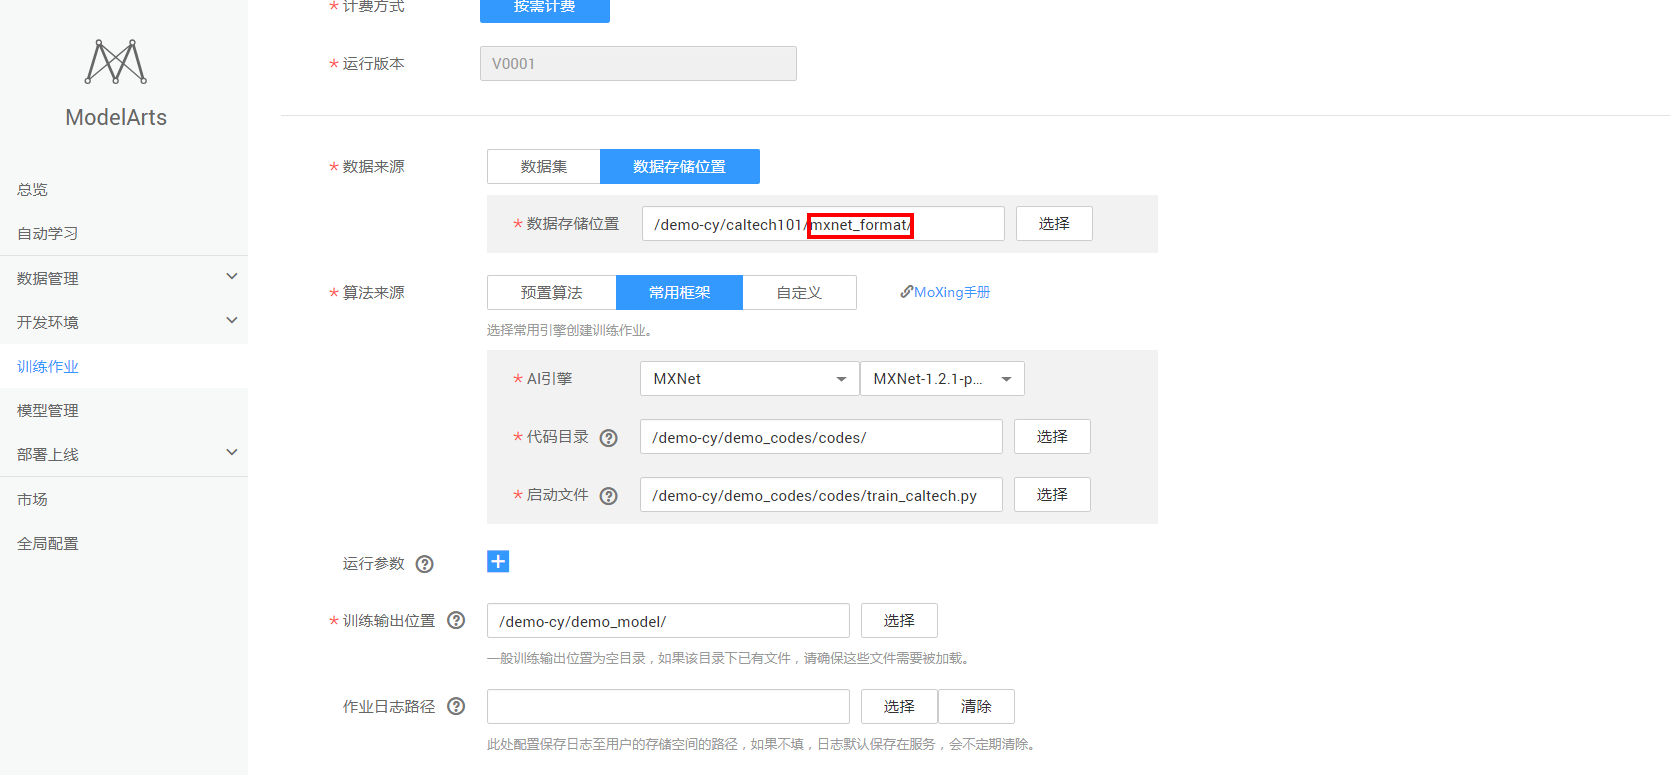 ModelArts
总览
自动学习
数据管理
开发环境
训练作业
模型管理
部署上线
市场
全局配置
* 计费方式 按需计费
* 运行版本 V0001
* 数据来源 数据集 数据存储位置
* 数据存储位置 /demo-cy/caltech101/mxnet_format/ 选择
* 算法来源 预置算法 常用框架 自定义 MoXing手册
选择常用引擎创建训练作业。
* AI引擎 MXNet MXNet-1.2.1-p...
* 代码目录 ? /demo-cy/demo_codes/codes/ 选择
* 启动文件 ? /demo-cy/demo_codes/codes/train_caltech.py 选择
运行参数 ? +
* 训练输出位置 ? /demo-cy/demo_model/ 选择
一般训练输出位置为空目录，如果该目录下已有文件，请确保这些文件需要被加载。
作业日志路径 ? 选择 清除
此处配置保存日志至用户的存储空间的路径，如果不填，日志默认保存在服务，会不定期清除。